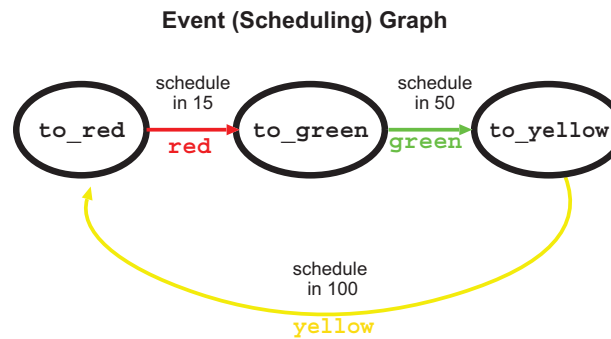 Event (Scheduling) Graph
schedule
in 15
schedule
in 50
to_red
to_green
to_yellow
red
green
schedule
in 100
yellow